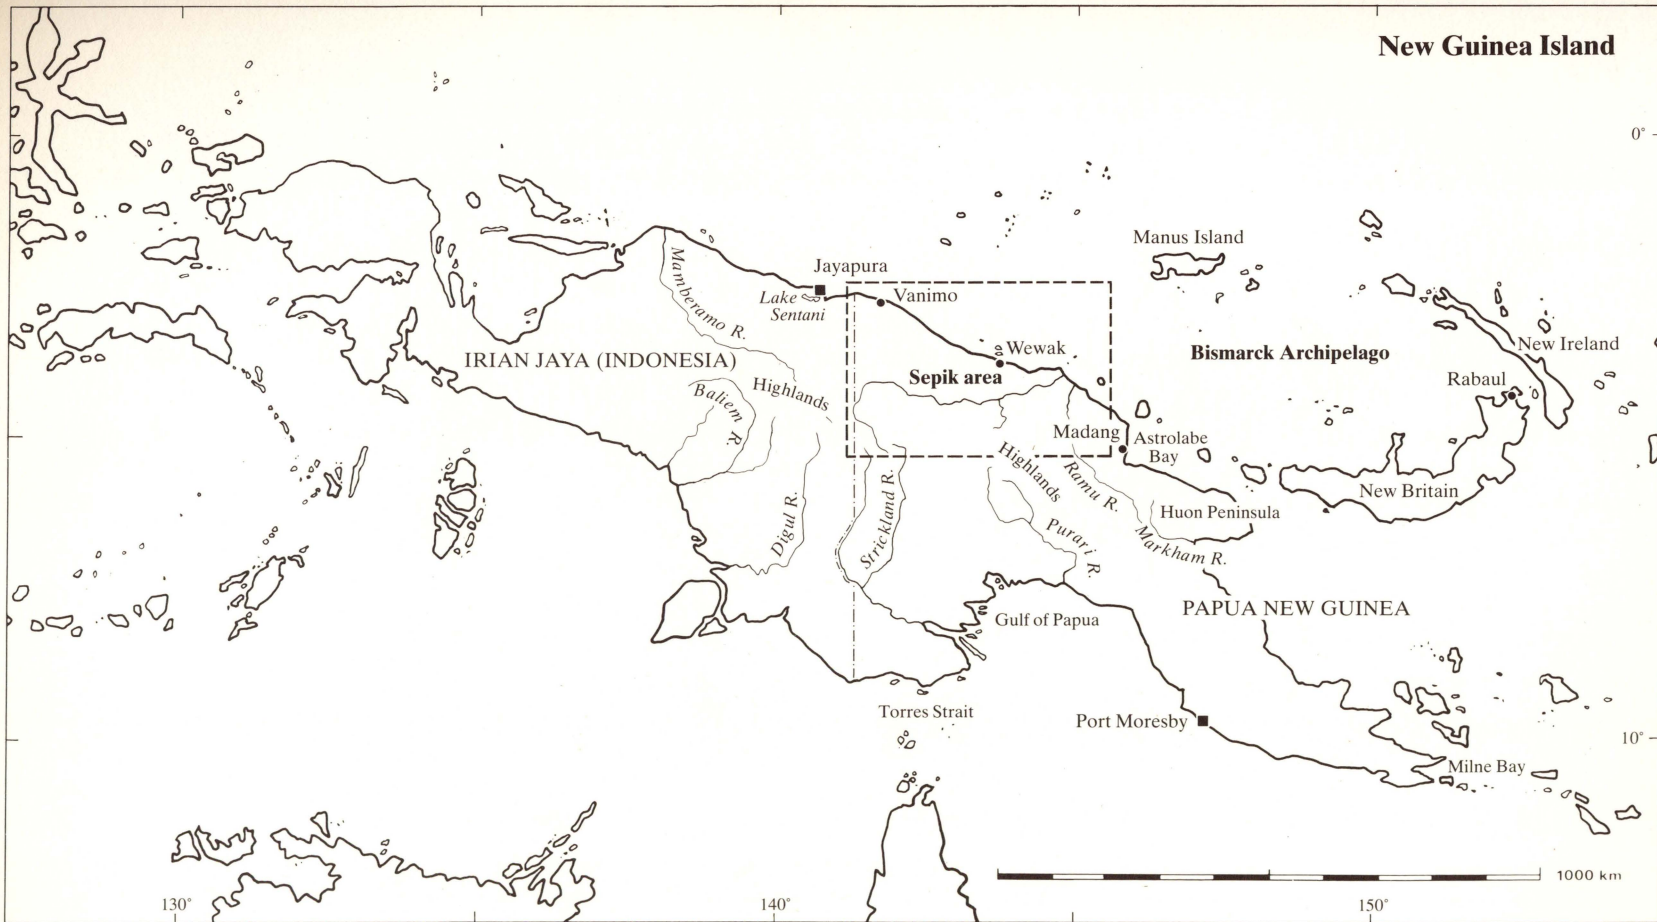 New Guinea Island
0°
Manus Island
Jayapura
Mamberamo R.
Lake
Sentani
Vanimo
New Ireland
Wewak
Bismarck Archipelago
IRIAN JAYA (INDONESIA)
Sepik area
Rabaul
Highlands
Baliem R.
Madang
Astrolabe
Bay
Highlands
Ramu R.
New Britain
Huon Peninsula
Digul R.
Strickland R.
Purari R.
Markham R.
PAPUA NEW GUINEA
Gulf of Papua
Torres Strait
Port Moresby
10°
Milne Bay
1000 km
130°
140°
150°